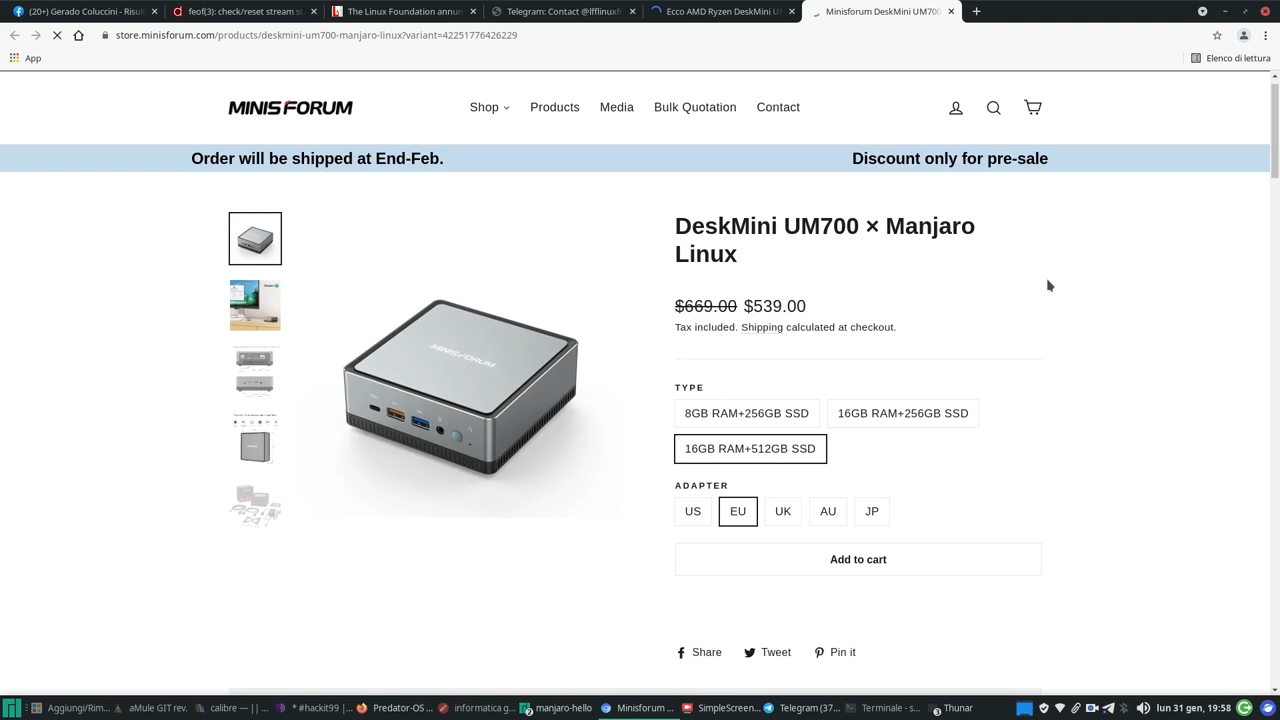 (20+) Gerado Coluccini - Risul
feof(3): check/reset stream st
The Linux Foundation annun
Telegram: Contact @lfflinuxfr
Ecco AMD Ryzen DeskMini U
Minisforum DeskMini UM700
store.minisforum.com/products/deskmini-um700-manjaro-linux?variant=42251776426229
App
Elenco di lettura
MINISFORUM
Shop
Products
Media
Bulk Quotation
Contact
Order will be shipped at End-Feb.
Discount only for pre-sale
DeskMini UM700 × Manjaro
Linux
$669.00 $539.00
Tax included. Shipping calculated at checkout.
TYPE
8GB RAM+256GB SSD
16GB RAM+256GB SSD
16GB RAM+512GB SSD
ADAPTER
US
EU
UK
AU
JP
Add to cart
MINISFORUM
Share
Tweet
Pin it
Aggiungi/Rim...
aMule GIT rev.
calibre — || ...
* #hackit99 | ...
Predator-OS ...
informatica g...
2
manjaro-hello
Minisforum ...
SimpleScreen...
Telegram (37...
Terminale - s...
3
Thunar
lun 31 gen, 19:58